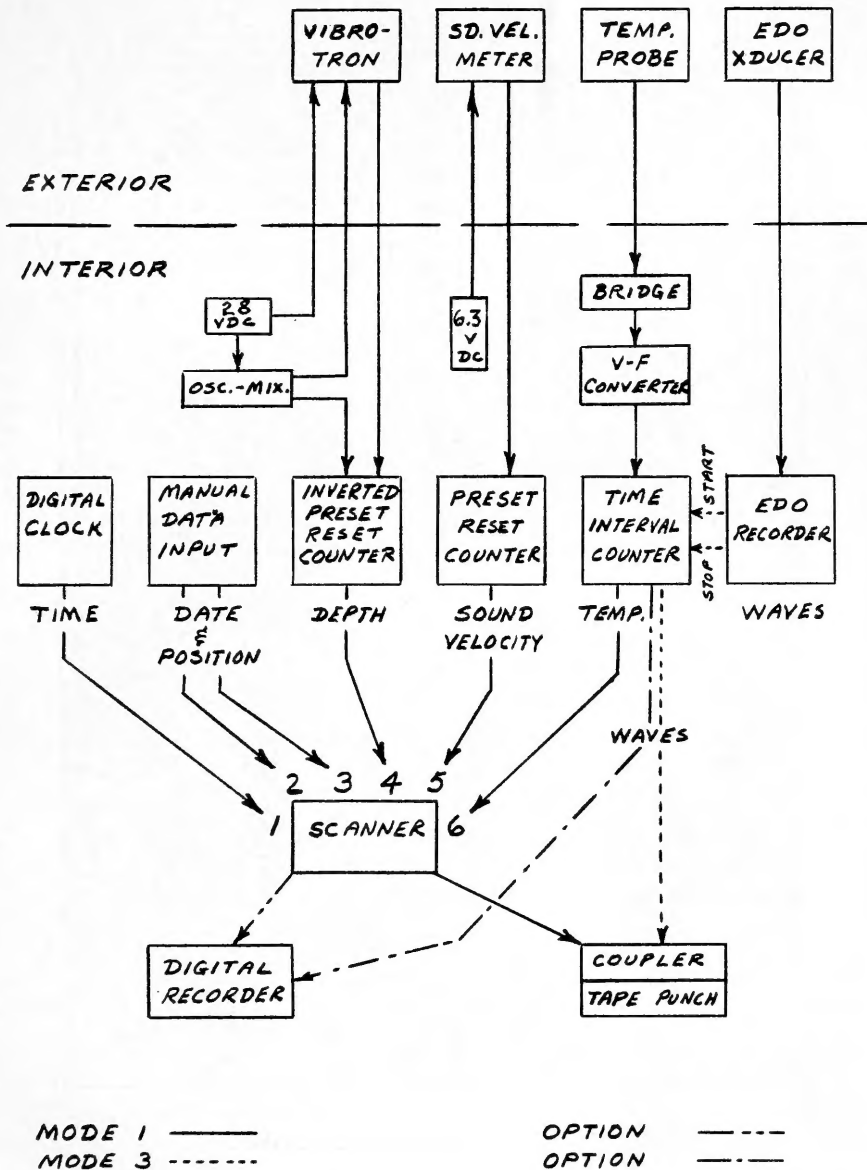 VIBRO-
TRON
SD. VEL.
METER
TEMP.
PROBE
EDO
XDUCER
EXTERIOR
INTERIOR
28
VDC
OSC.-MIX.
6.3
V
DC
BRIDGE
V-F
CONVERTER
DIGITAL
CLOCK
MANUAL
DATA
INPUT
INVERTED
PRESET
RESET
COUNTER
PRESET
RESET
COUNTER
TIME
INTERVAL
COUNTER
START
STOP
EDO
RECORDER
TIME
DATE
&
POSITION
DEPTH
SOUND
VELOCITY
TEMP.
WAVES
WAVES
1
2
3
4
5
6
SCANNER
DIGITAL
RECORDER
COUPLER
TAPE PUNCH
MODE 1
MODE 3
OPTION
OPTION